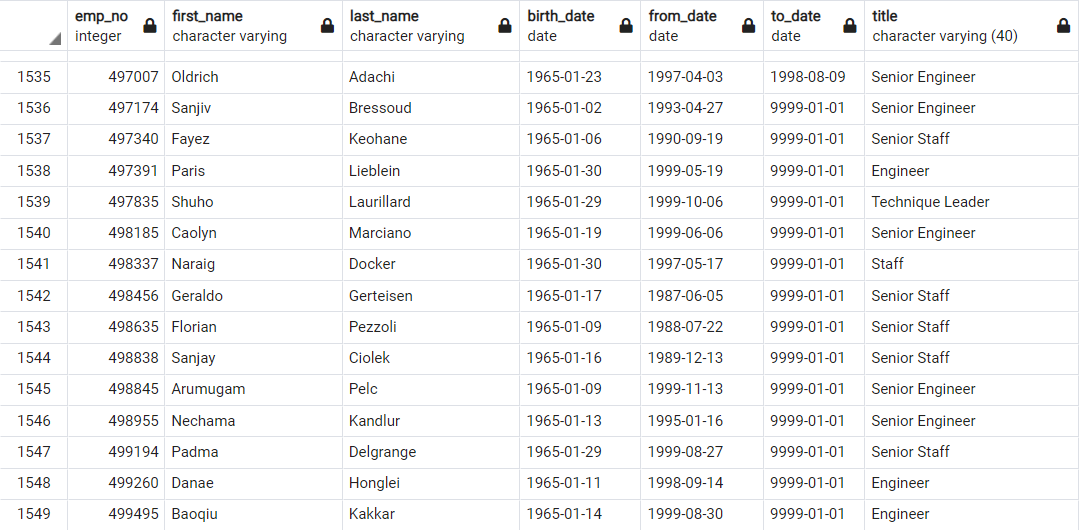 emp_no first_name last_name birth_date from_date to_date title
integer character varying character varying date date date character varying (40)
1535 497007 Oldrich Adachi 1965-01-23 1997-04-03 1998-08-09 Senior Engineer
1536 497174 Sanjiv Bressoud 1965-01-02 1993-04-27 9999-01-01 Senior Engineer
1537 497340 Fayez Keohane 1965-01-06 1990-09-19 9999-01-01 Senior Staff
1538 497391 Paris Lieblein 1965-01-30 1999-05-19 9999-01-01 Engineer
1539 497835 Shuho Laurillard 1965-01-29 1999-10-06 9999-01-01 Technique Leader
1540 498185 Caolyn Marciano 1965-01-19 1999-06-06 9999-01-01 Senior Engineer
1541 498337 Naraig Docker 1965-01-30 1997-05-17 9999-01-01 Staff
1542 498456 Geraldo Gerteisen 1965-01-17 1987-06-05 9999-01-01 Senior Staff
1543 498635 Florian Pezzoli 1965-01-09 1988-07-22 9999-01-01 Senior Staff
1544 498838 Sanjay Ciolek 1965-01-16 1989-12-13 9999-01-01 Senior Staff
1545 498845 Arumugam Pelc 1965-01-09 1999-11-13 9999-01-01 Senior Engineer
1546 498955 Nechama Kandlur 1965-01-13 1995-01-16 9999-01-01 Senior Engineer
1547 499194 Padma Delgrange 1965-01-29 1999-08-27 9999-01-01 Senior Staff
1548 499260 Danae Honglei 1965-01-11 1998-09-14 9999-01-01 Engineer
1549 499495 Baoqiu Kakkar 1965-01-14 1999-08-30 9999-01-01 Engineer